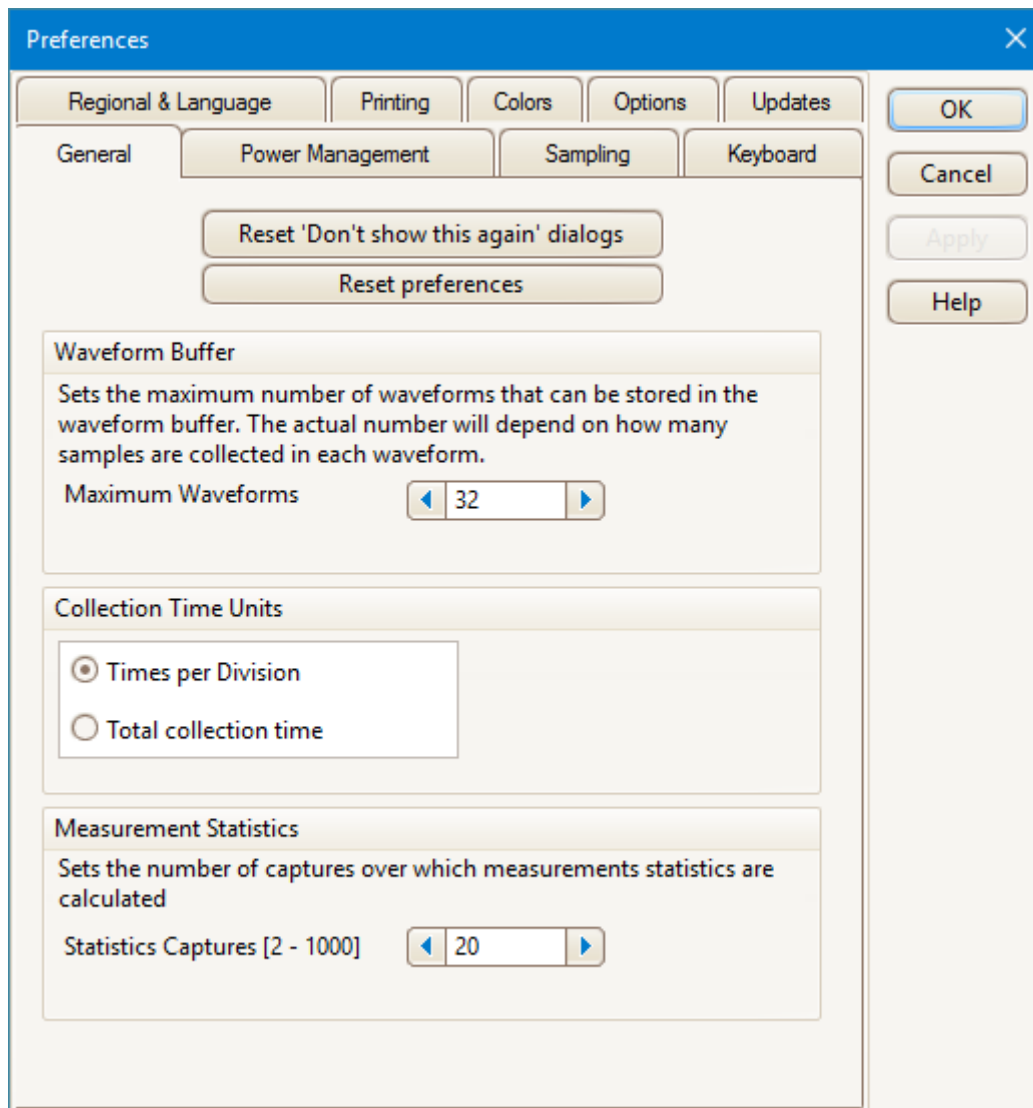 Preferences
Regional & Language
Printing
Colors
Options
Updates
General
Power Management
Sampling
Keyboard
OK
Cancel
Apply
Help
Reset 'Don't show this again' dialogs
Reset preferences
Waveform Buffer
Sets the maximum number of waveforms that can be stored in the
waveform buffer. The actual number will depend on how many
samples are collected in each waveform.
Maximum Waveforms
32
Collection Time Units
Times per Division
Total collection time
Measurement Statistics
Sets the number of captures over which measurements statistics are
calculated
Statistics Captures [2 - 1000]
20